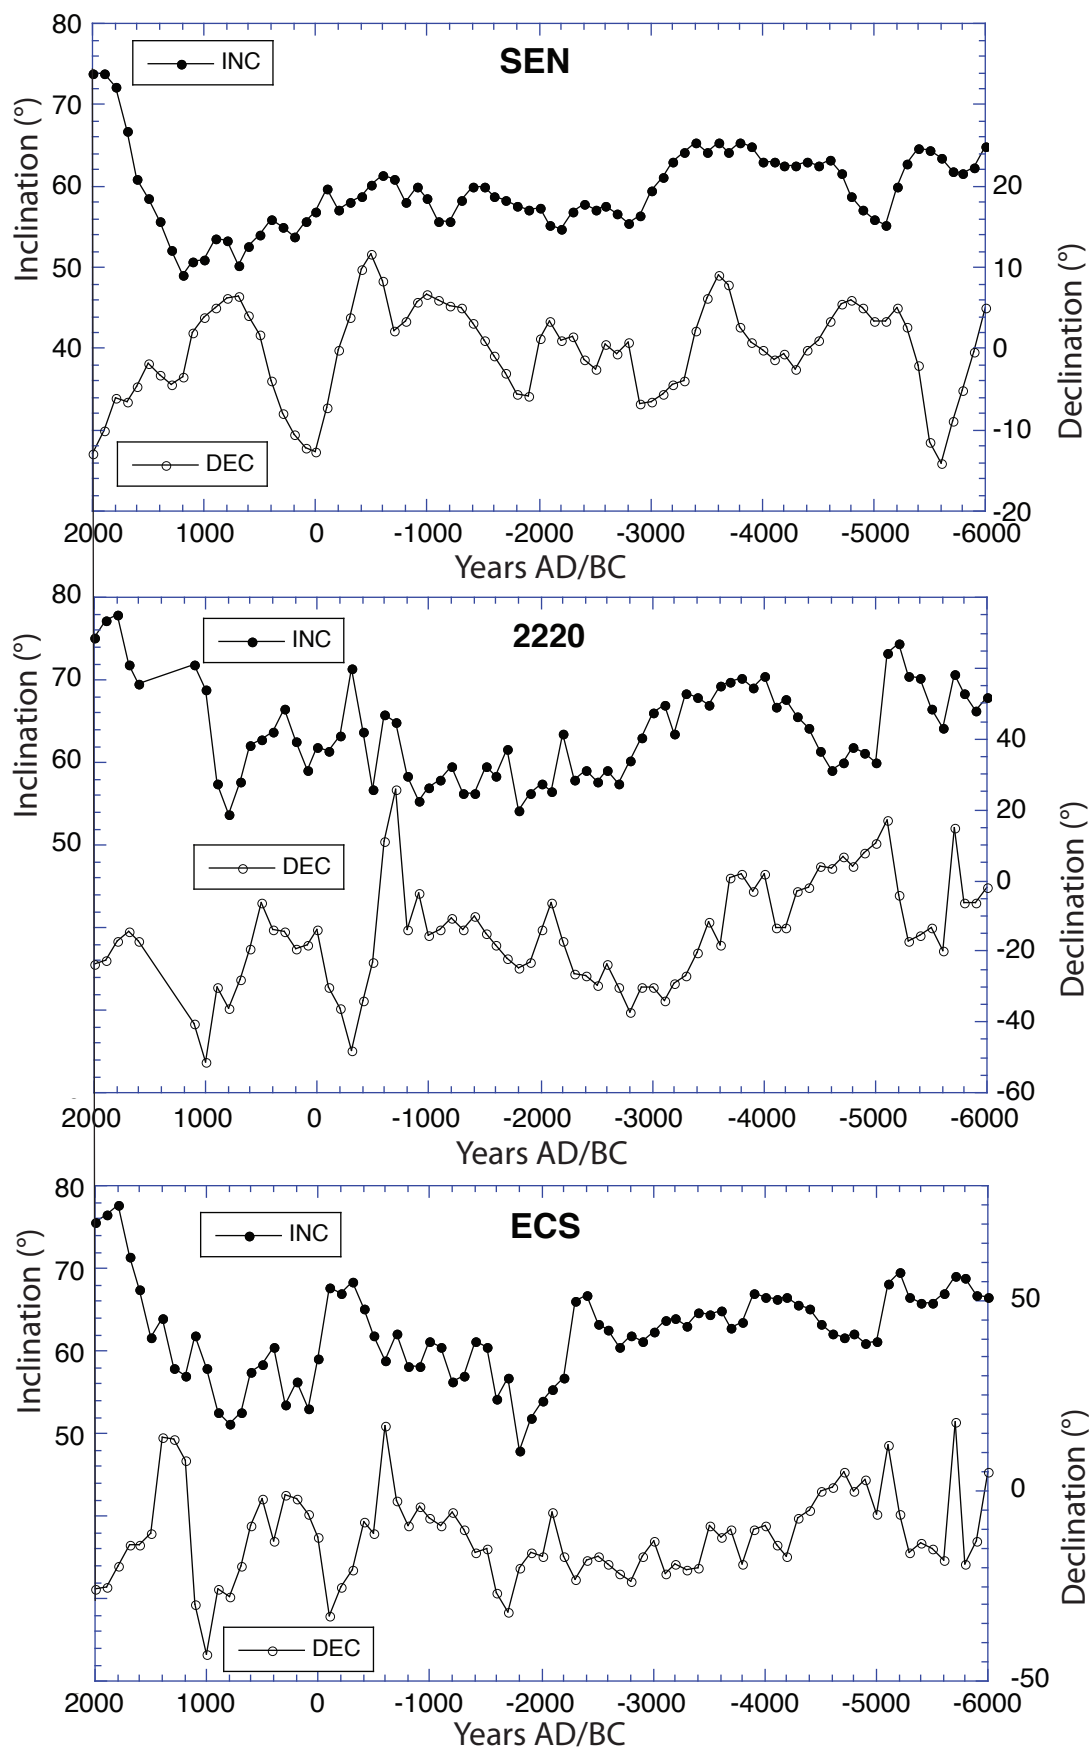 SEN
INC
DEC
Inclination (°)
80
70
60
50
40
Declination (°)
20
10
0
-10
-20
2000 1000 0 -1000 -2000 -3000 -4000 -5000 -6000
Years AD/BC
2220
INC
DEC
Inclination (°)
80
70
60
50
Declination (°)
40
20
0
-20
-40
-60
2000 1000 0 -1000 -2000 -3000 -4000 -5000 -6000
Years AD/BC
ECS
INC
DEC
Inclination (°)
80
70
60
50
Declination (°)
50
0
-50
2000 1000 0 -1000 -2000 -3000 -4000 -5000 -6000
Years AD/BC